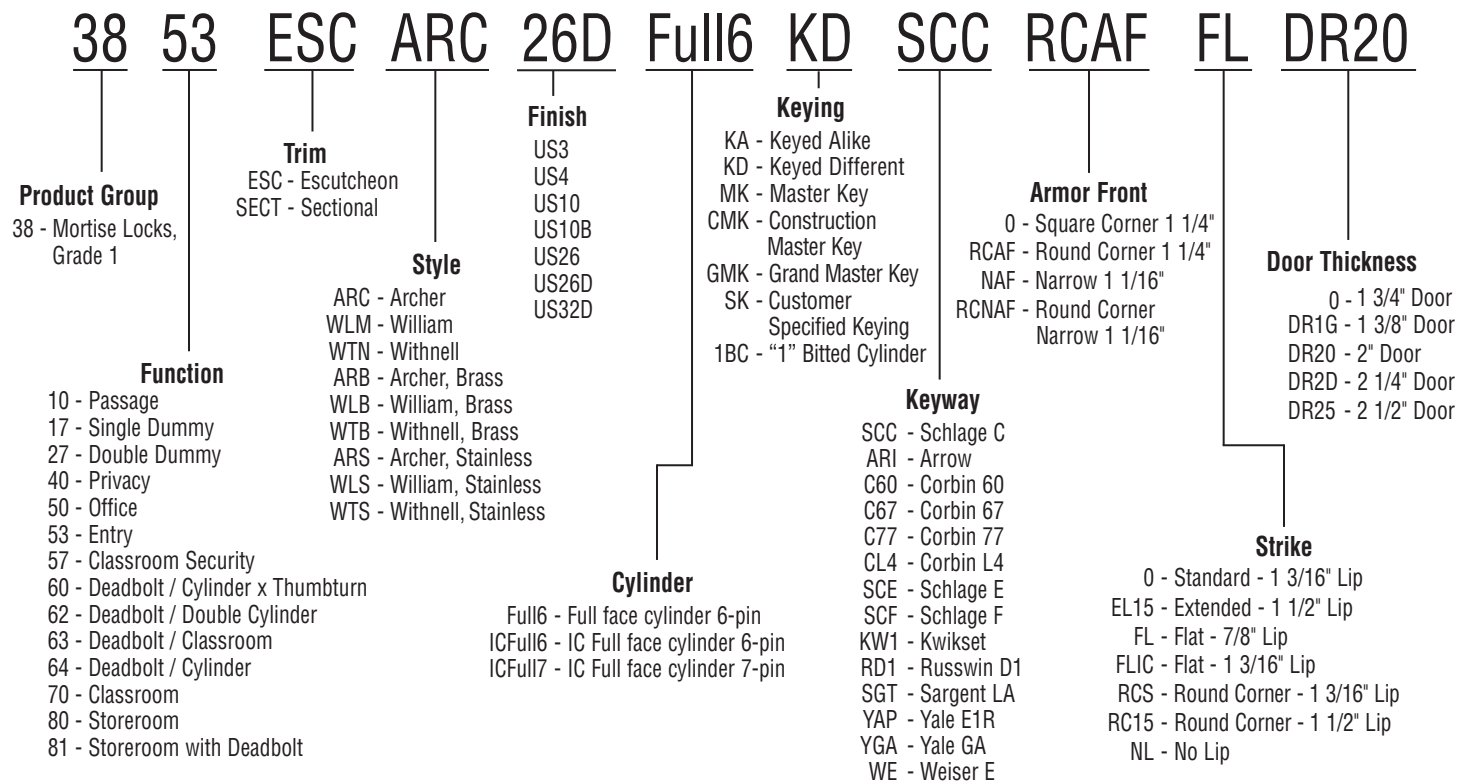 38 53 ESC ARC 26D Full6 KD SCC RCAF FL DR20
Product Group
38 - Mortise Locks,
Grade 1
Function
10 - Passage
17 - Single Dummy
27 - Double Dummy
40 - Privacy
50 - Office
53 - Entry
57 - Classroom Security
60 - Deadbolt / Cylinder x Thumbturn
62 - Deadbolt / Double Cylinder
63 - Deadbolt / Classroom
64 - Deadbolt / Cylinder
70 - Classroom
80 - Storeroom
81 - Storeroom with Deadbolt
Trim
ESC - Escutcheon
SECT - Sectional
Style
ARC - Archer
WLM - William
WTN - Withnell
ARB - Archer, Brass
WLB - William, Brass
WTB - Withnell, Brass
ARS - Archer, Stainless
WLS - William, Stainless
WTS - Withnell, Stainless
Finish
US3
US4
US10
US10B
US26
US26D
US32D
Cylinder
Full6 - Full face cylinder 6-pin
ICFull6 - IC Full face cylinder 6-pin
ICFull7 - IC Full face cylinder 7-pin
Keying
KA - Keyed Alike
KD - Keyed Different
MK - Master Key
CMK - Construction
Master Key
GMK - Grand Master Key
SK - Customer
Specified Keying
1BC - “1” Bitted Cylinder
Keyway
SCC - Schlage C
ARI - Arrow
C60 - Corbin 60
C67 - Corbin 67
C77 - Corbin 77
CL4 - Corbin L4
SCE - Schlage E
SCF - Schlage F
KW1 - Kwikset
RD1 - Russwin D1
SGT - Sargent LA
YAP - Yale E1R
YGA - Yale GA
WE - Weiser E
Armor Front
0 - Square Corner 1 1/4"
RCAF - Round Corner 1 1/4"
NAF - Narrow 1 1/16"
RCNAF - Round Corner
Narrow 1 1/16"
Strike
0 - Standard - 1 3/16" Lip
EL15 - Extended - 1 1/2" Lip
FL - Flat - 7/8" Lip
FLIC - Flat - 1 3/16" Lip
RCS - Round Corner - 1 3/16" Lip
RC15 - Round Corner - 1 1/2" Lip
NL - No Lip
Door Thickness
0 - 1 3/4" Door
DR1G - 1 3/8" Door
DR20 - 2" Door
DR2D - 2 1/4" Door
DR25 - 2 1/2" Door